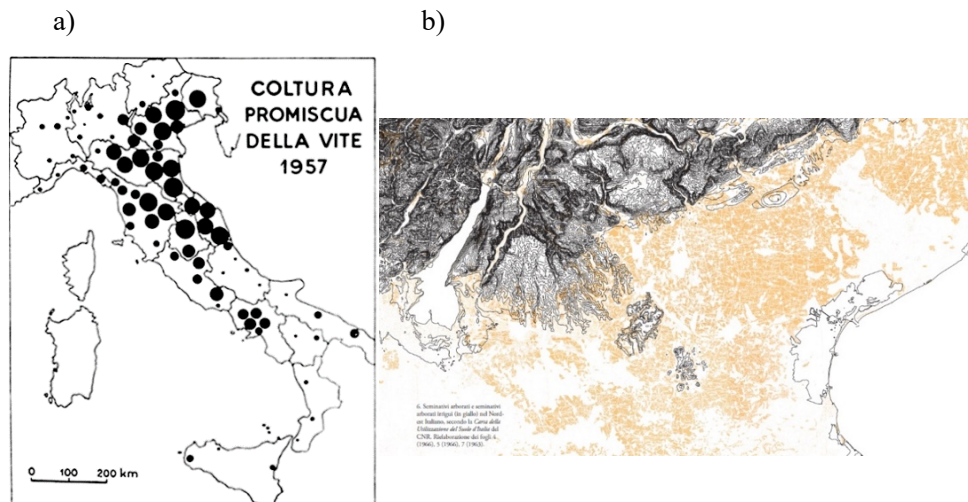 a)
b)
COLTURA
PROMISCUA
DELLA VITE
1957
0 100 200 km
6. Seminativi arborati e seminativi
arborati irrigui (in giallo) nel Nord-
est Italiano, secondo la Carta della
Utilizzazione del Suolo d'Italia del
CNR. Rielaborazione dei fogli 4
(1966), 5 (1966), 7 (1963).